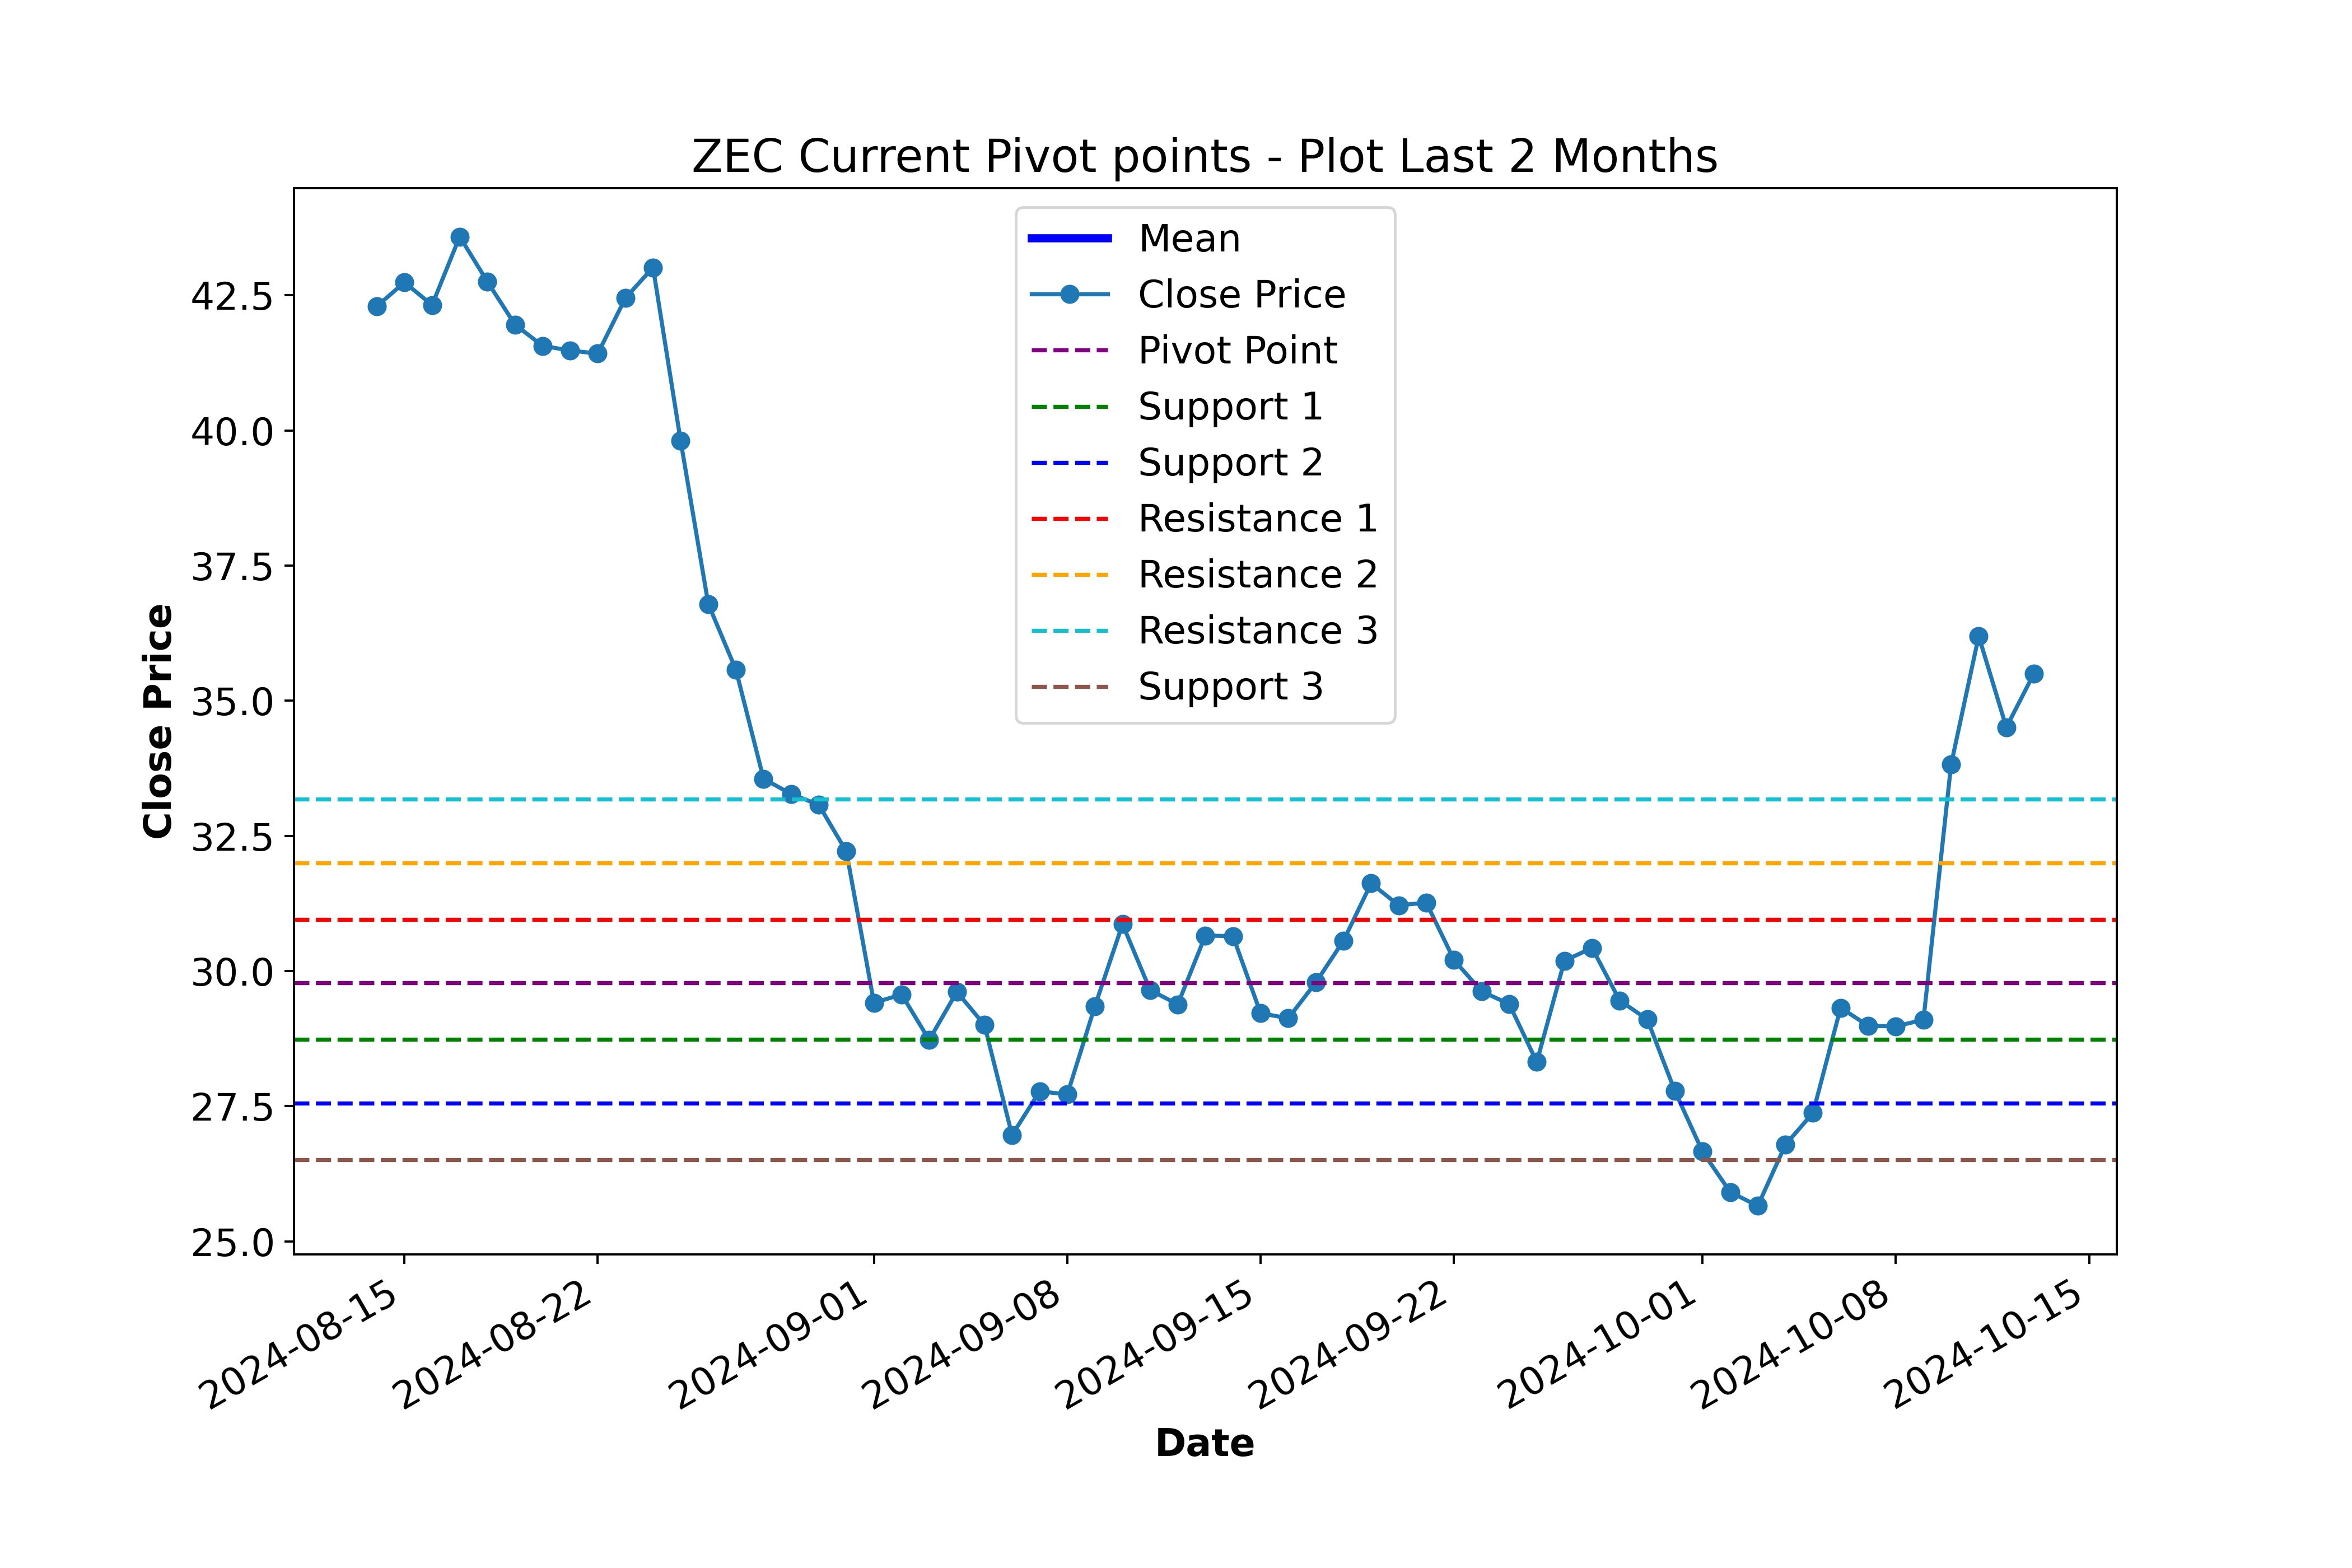 ZEC Current Pivot points - Plot Last 2 Months
Mean
Close Price
Pivot Point
Support 1
Support 2
Resistance 1
Resistance 2
Resistance 3
Support 3
Close Price
42.5
40.0
37.5
35.0
32.5
30.0
27.5
25.0
2024-08-15
2024-08-22
2024-09-01
2024-09-08
2024-09-15
2024-09-22
2024-10-01
2024-10-08
2024-10-15
Date